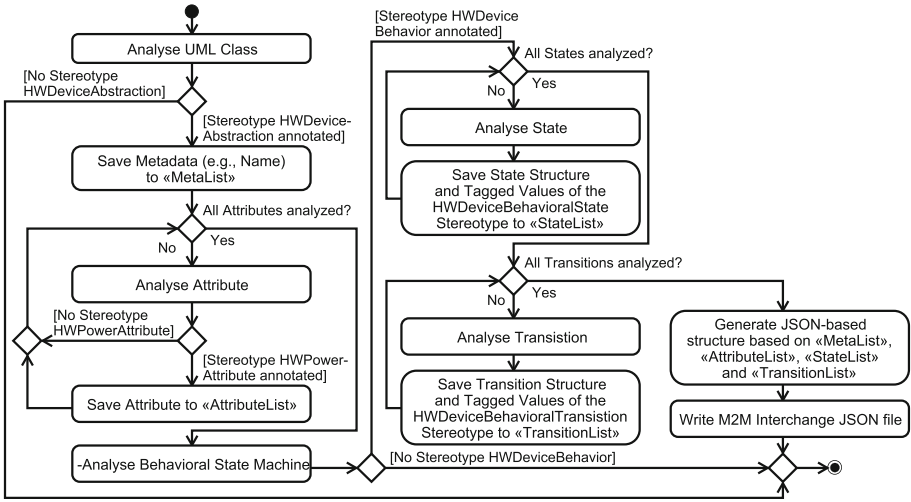 Analyse UML Class
[No Stereotype
HWDeviceAbstraction]
[Stereotype HWDevice-
Abstraction annotated]
Save Metadata (e.g., Name)
to «MetaList»
All Attributes analyzed?
No
Yes
Analyse Attribute
[No Stereotype
HWPowerAttribute]
[Stereotype HWPower-
Attribute annotated]
Save Attribute to «AttributeList»
-Analyse Behavioral State Machine
[No Stereotype HWDeviceBehavior]
[Stereotype HWDevice
Behavior annotated]
All States analyzed?
No
Yes
Analyse State
Save State Structure
and Tagged Values of the
HWDeviceBehavioralState
Stereotype to «StateList»
All Transitions analyzed?
No
Yes
Analyse Transistion
Save Transition Structure
and Tagged Values of the
HWDeviceBehavioralTranstion
Stereotype to «TransitionList»
Generate JSON-based
structure based on «MetaList»,
«AttributeList», «StateList»
and «TransitionList»
Write M2M Interchange JSON file